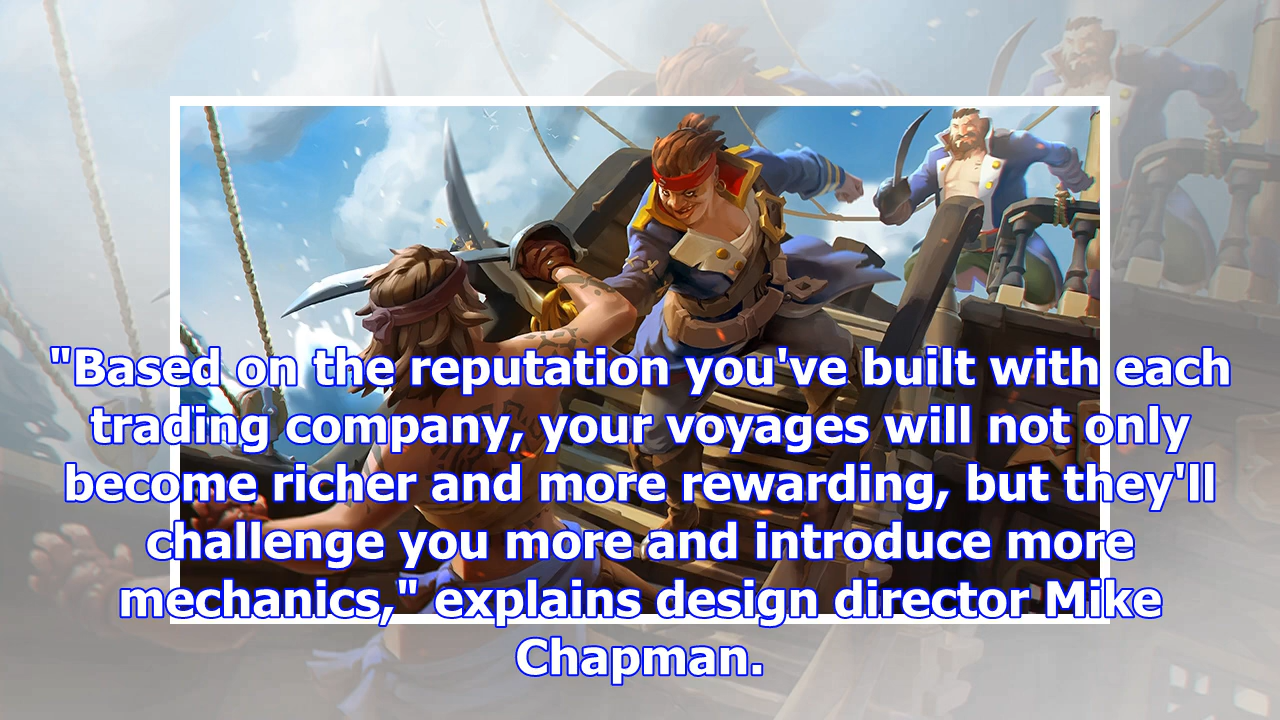 "Based on the reputation you've built with each
trading company, your voyages will not only
become richer and more rewarding, but they'll
challenge you more and introduce more
mechanics," explains design director Mike
Chapman.